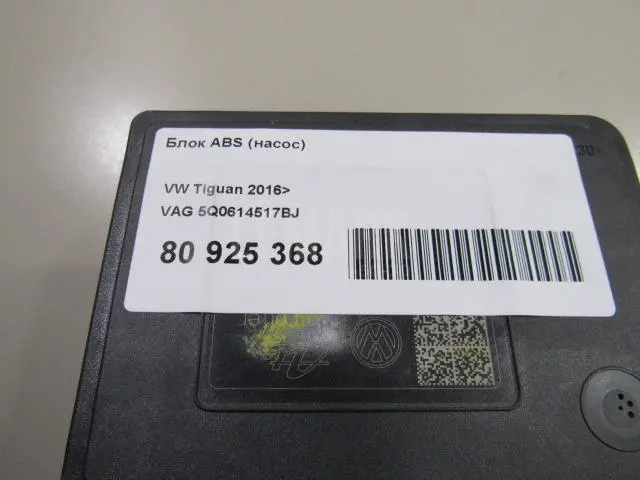 Блок ABS (насос)
VW Tiguan 2016>
VAG 5Q0614517BJ
80 925 368